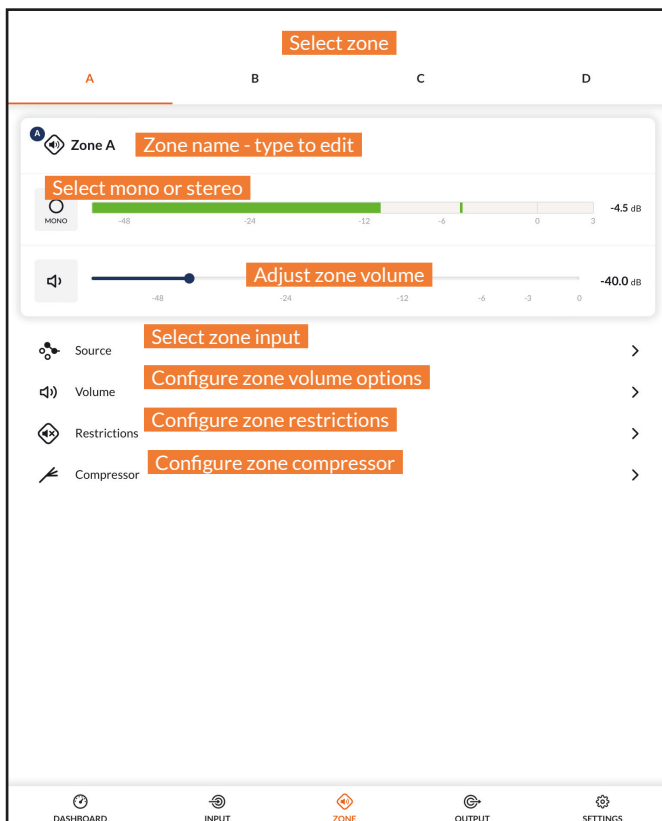 Select zone
A B C D
A
Zone A Zone name - type to edit
Select mono or stereo
MONO -48 -24 -12 -6 0 3 -4.5 dB
Adjust zone volume
-40.0 dB
-48 -24 -12 -6 -3 0
Select zone input
Source
Configure zone volume options
Volume
Configure zone restrictions
Restrictions
Configure zone compressor
Compressor
DASHBOARD INPUT ZONE OUTPUT SETTINGS